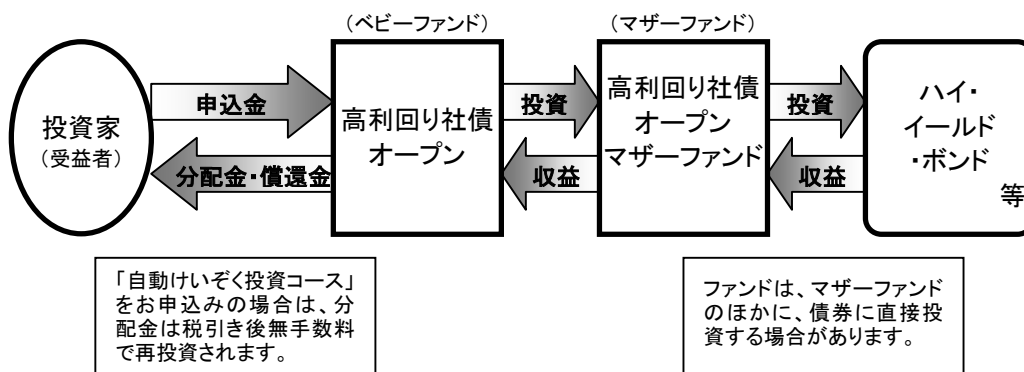 (ベビーファンド)
(マザーファンド)
投資家
(受益者)
申込金
分配金・償還金
高利回り社債
オープン
投資
収益
高利回り社債
オープン
マザーファンド
投資
収益
ハイ・
イールド
・ボンド
等
「自動けいぞく投資コース」
をお申込みの場合は、分
配金は税引き後無手数料
で再投資されます。
ファンドは、マザーファンド
のほかに、債券に直接投
資する場合があります。